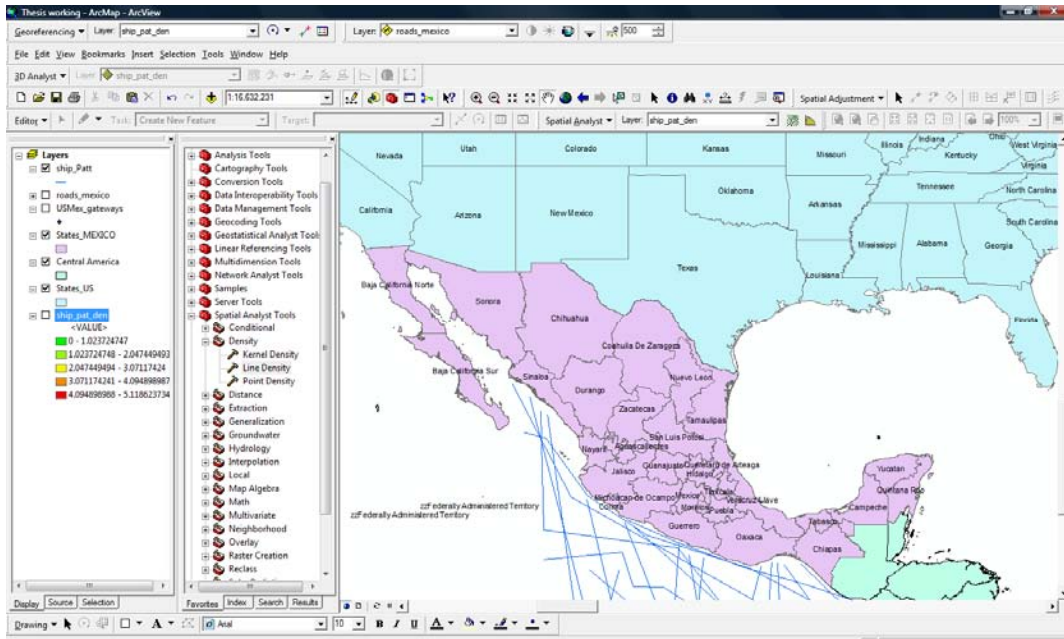 Thesis working - ArcMap - ArcView
Georeferencing Layer: ship_pat_den Layer: roads_mexico 500
File Edit View Bookmarks Insert Selection Tools Window Help
3D Analyst Layer: ship_pat_den
1:16,632,231 Spatial Adjustment
Editor Task: Create New Feature Target: Spatial Analyst Layer: ship_pat_den 100%
Layers
ship_Patt
roads_mexico
USMex_gateways
States_MEXICO
Central America
States_US
ship_pat_den
<VALUE>
0 - 1.023724747
1.023724748 - 2.047449493
2.047449494 - 3.07117424
3.071174241 - 4.094898987
4.094898988 - 5.118623734
Display Source Selection
Analysis Tools
Cartography Tools
Conversion Tools
Data Interoperability Tools
Data Management Tools
Geocoding Tools
Geostatistical Analyst Tools
Linear Referencing Tools
Multidimension Tools
Network Analyst Tools
Samples
Server Tools
Spatial Analyst Tools
Conditional
Density
Kernel Density
Line Density
Point Density
Distance
Extraction
Generalization
Groundwater
Hydrology
Interpolation
Local
Map Algebra
Math
Multivariate
Neighborhood
Overlay
Raster Creation
Reclass
Favorites Index Search Results
Nevada Utah Colorado Kansas Missouri Illinois Indiana Ohio West Virginia
Kentucky Virginia
California Arizona New Mexico Oklahoma Arkansas Tennessee North Carolina
South Carolina
Texas Louisiana Mississippi Alabama Georgia
Florida
Baja California Norte Sonora Chihuahua
Coahuila De Zaragoza
Baja California Sur Sinaloa Durango Nuevo Leon
Zacatecas Tamaulipas
San Luis Potosi
Nayarit Aguascalientes
Jalisco Guanajuato Queretaro de Arteaga
Hidalgo
Michoacan de Ocampo Mexico Tlaxcala Veracruz Llave
Colima Morelos Puebla
Guerrero Oaxaca Tabasco Chiapas
Yucatan
Quintana Roo
Campeche
zzFederally Administered Territory
zzFederally Administered Territory
Drawing Arial 10 B I U A